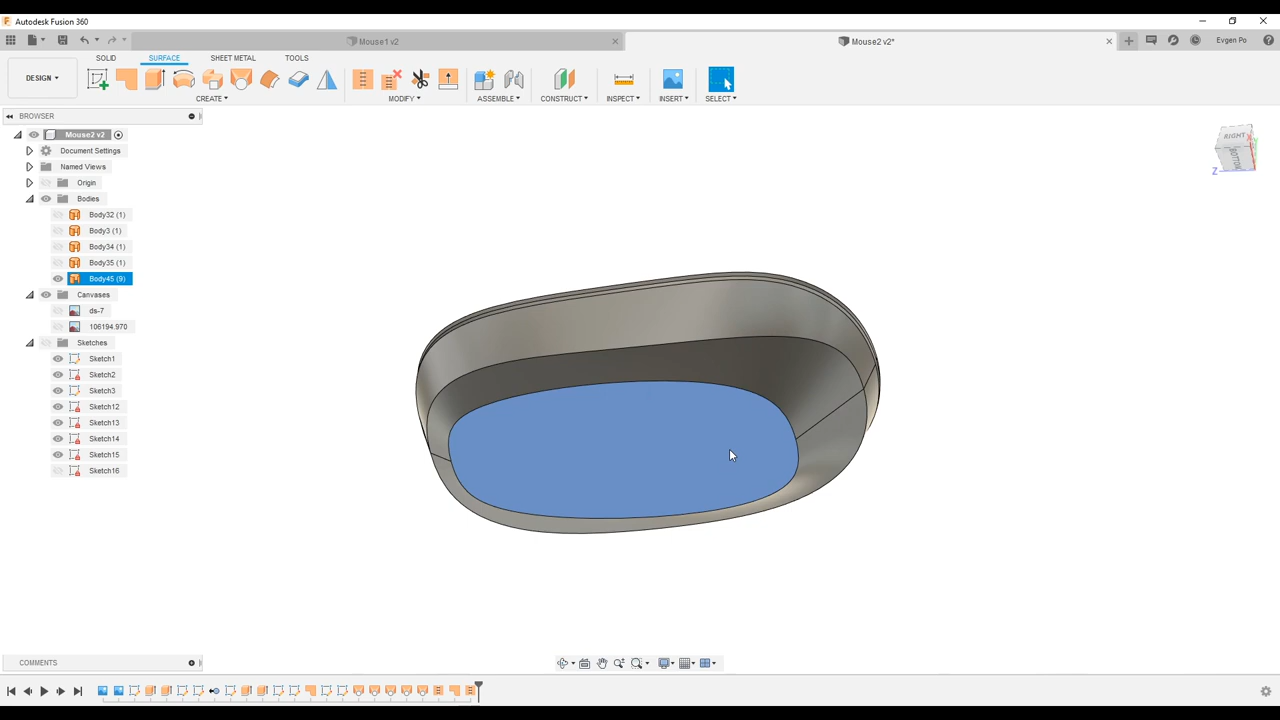 Autodesk Fusion 360
Mouse1 v2
Mouse2 v2*
Evgen Po
DESIGN
SOLID
SURFACE
SHEET METAL
TOOLS
CREATE
MODIFY
ASSEMBLE
CONSTRUCT
INSPECT
INSERT
SELECT
BROWSER
Mouse2 v2
Document Settings
Named Views
Origin
Bodies
Body32 (1)
Body3 (1)
Body34 (1)
Body35 (1)
Body45 (9)
Canvases
ds-7
106194.970
Sketches
Sketch1
Sketch2
Sketch3
Sketch12
Sketch13
Sketch14
Sketch15
Sketch16
RIGHT
BOTTOM
X
Z
COMMENTS